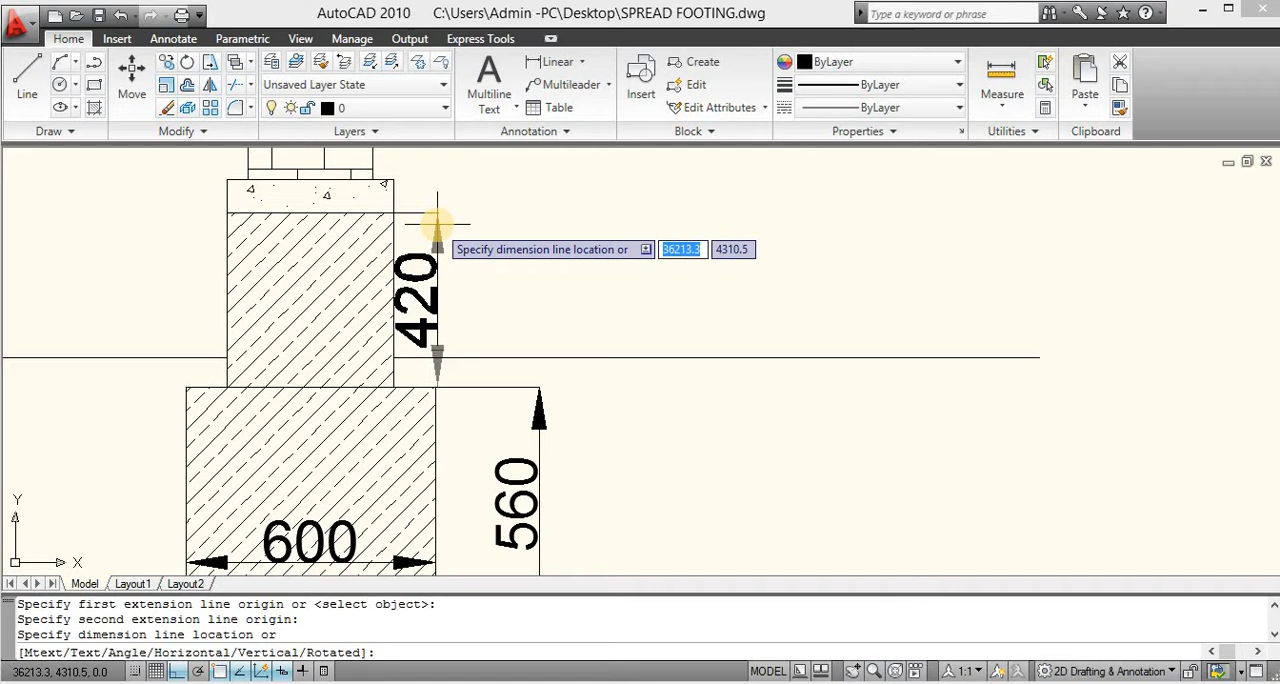 AutoCAD 2010 C:\Users\Admin -PC\Desktop\SPREAD FOOTING.dwg
Type a keyword or phrase
Home Insert Annotate Parametric View Manage Output Express Tools
Line
Move
Unsaved Layer State
0
Multiline
Text
Linear
Multileader
Table
Insert
Create
Edit
Edit Attributes
ByLayer
ByLayer
ByLayer
Measure
Paste
Draw Modify Layers Annotation Block Properties Utilities Clipboard
Specify dimension line location or 36213.3 4310.5
420
560
600
Y
X
Model Layout1 Layout2
Specify first extension line origin or <select object>:
Specify second extension line origin:
Specify dimension line location or
[Mtext/Text/Angle/Horizontal/Vertical/Rotated]:
36213.3, 4310.5, 0.0 MODEL 1:1 2D Drafting & Annotation